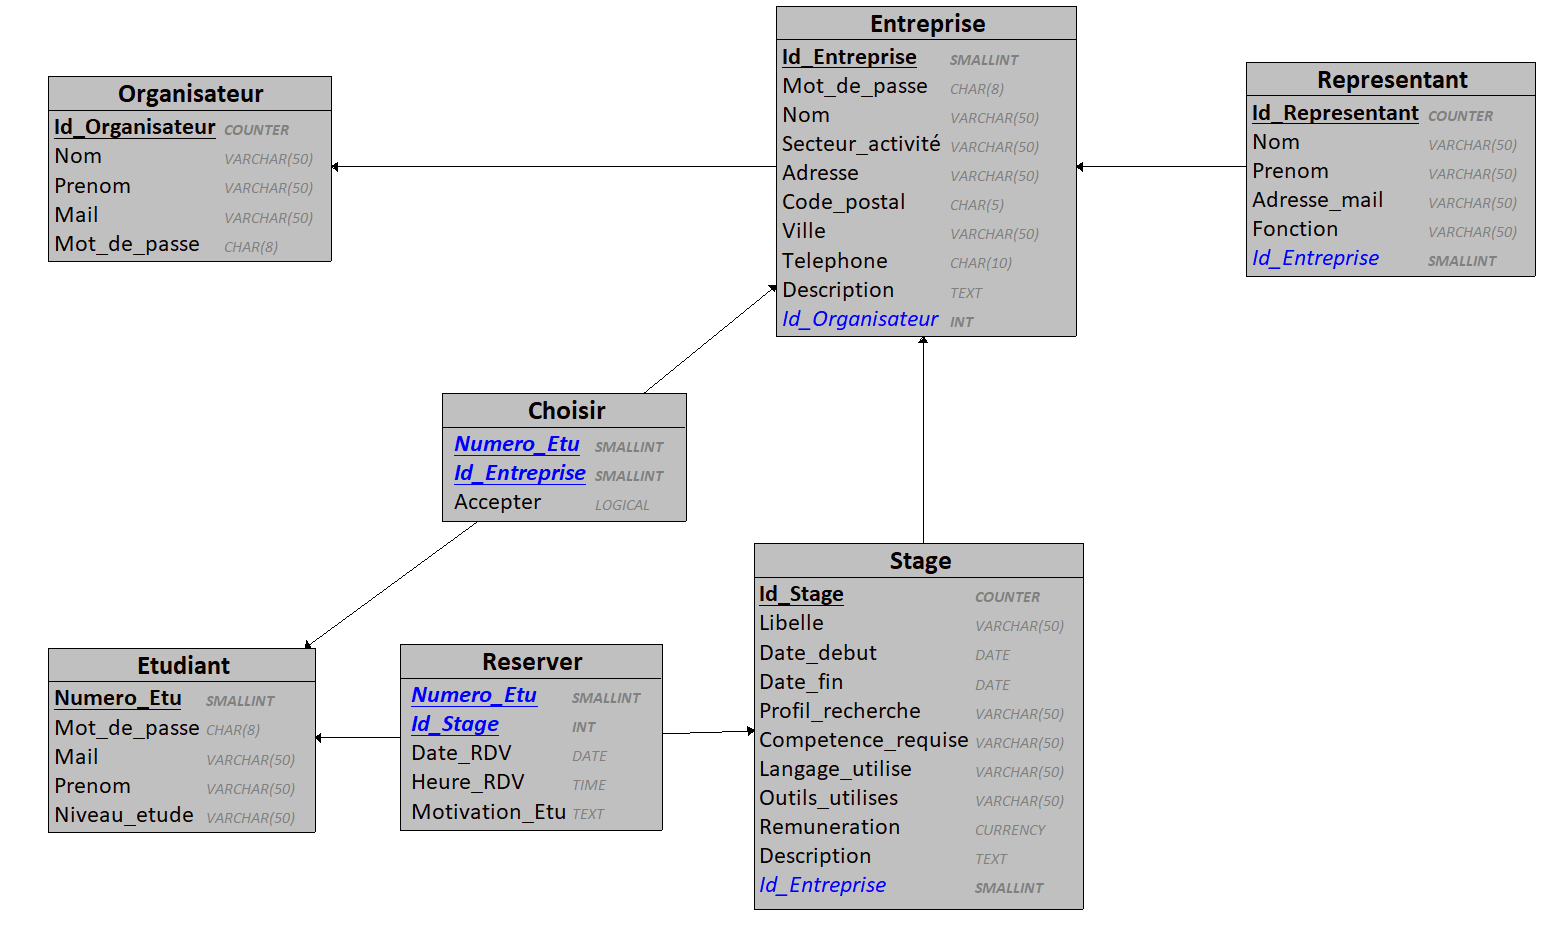 Organisateur
Id_Organisateur COUNTER
Nom VARCHAR(50)
Prenom VARCHAR(50)
Mail VARCHAR(50)
Mot_de_passe CHAR(8)
Entreprise
Id_Entreprise SMALLINT
Mot_de_passe CHAR(8)
Nom VARCHAR(50)
Secteur_activité VARCHAR(50)
Adresse VARCHAR(50)
Code_postal CHAR(5)
Ville VARCHAR(50)
Telephone CHAR(10)
Description TEXT
Id_Organisateur INT
Representant
Id_Representant COUNTER
Nom VARCHAR(50)
Prenom VARCHAR(50)
Adresse_mail VARCHAR(50)
Fonction VARCHAR(50)
Id_Entreprise SMALLINT
Choisir
Numero_Etu SMALLINT
Id_Entreprise SMALLINT
Accepter LOGICAL
Etudiant
Numero_Etu SMALLINT
Mot_de_passe CHAR(8)
Mail VARCHAR(50)
Prenom VARCHAR(50)
Niveau_etude VARCHAR(50)
Reserver
Numero_Etu SMALLINT
Id_Stage INT
Date_RDV DATE
Heure_RDV TIME
Motivation_Etu TEXT
Stage
Id_Stage COUNTER
Libelle VARCHAR(50)
Date_debut DATE
Date_fin DATE
Profil_recherche VARCHAR(50)
Competence_requise VARCHAR(50)
Langage_utilise VARCHAR(50)
Outils_utilises VARCHAR(50)
Remuneration CURRENCY
Description TEXT
Id_Entreprise SMALLINT